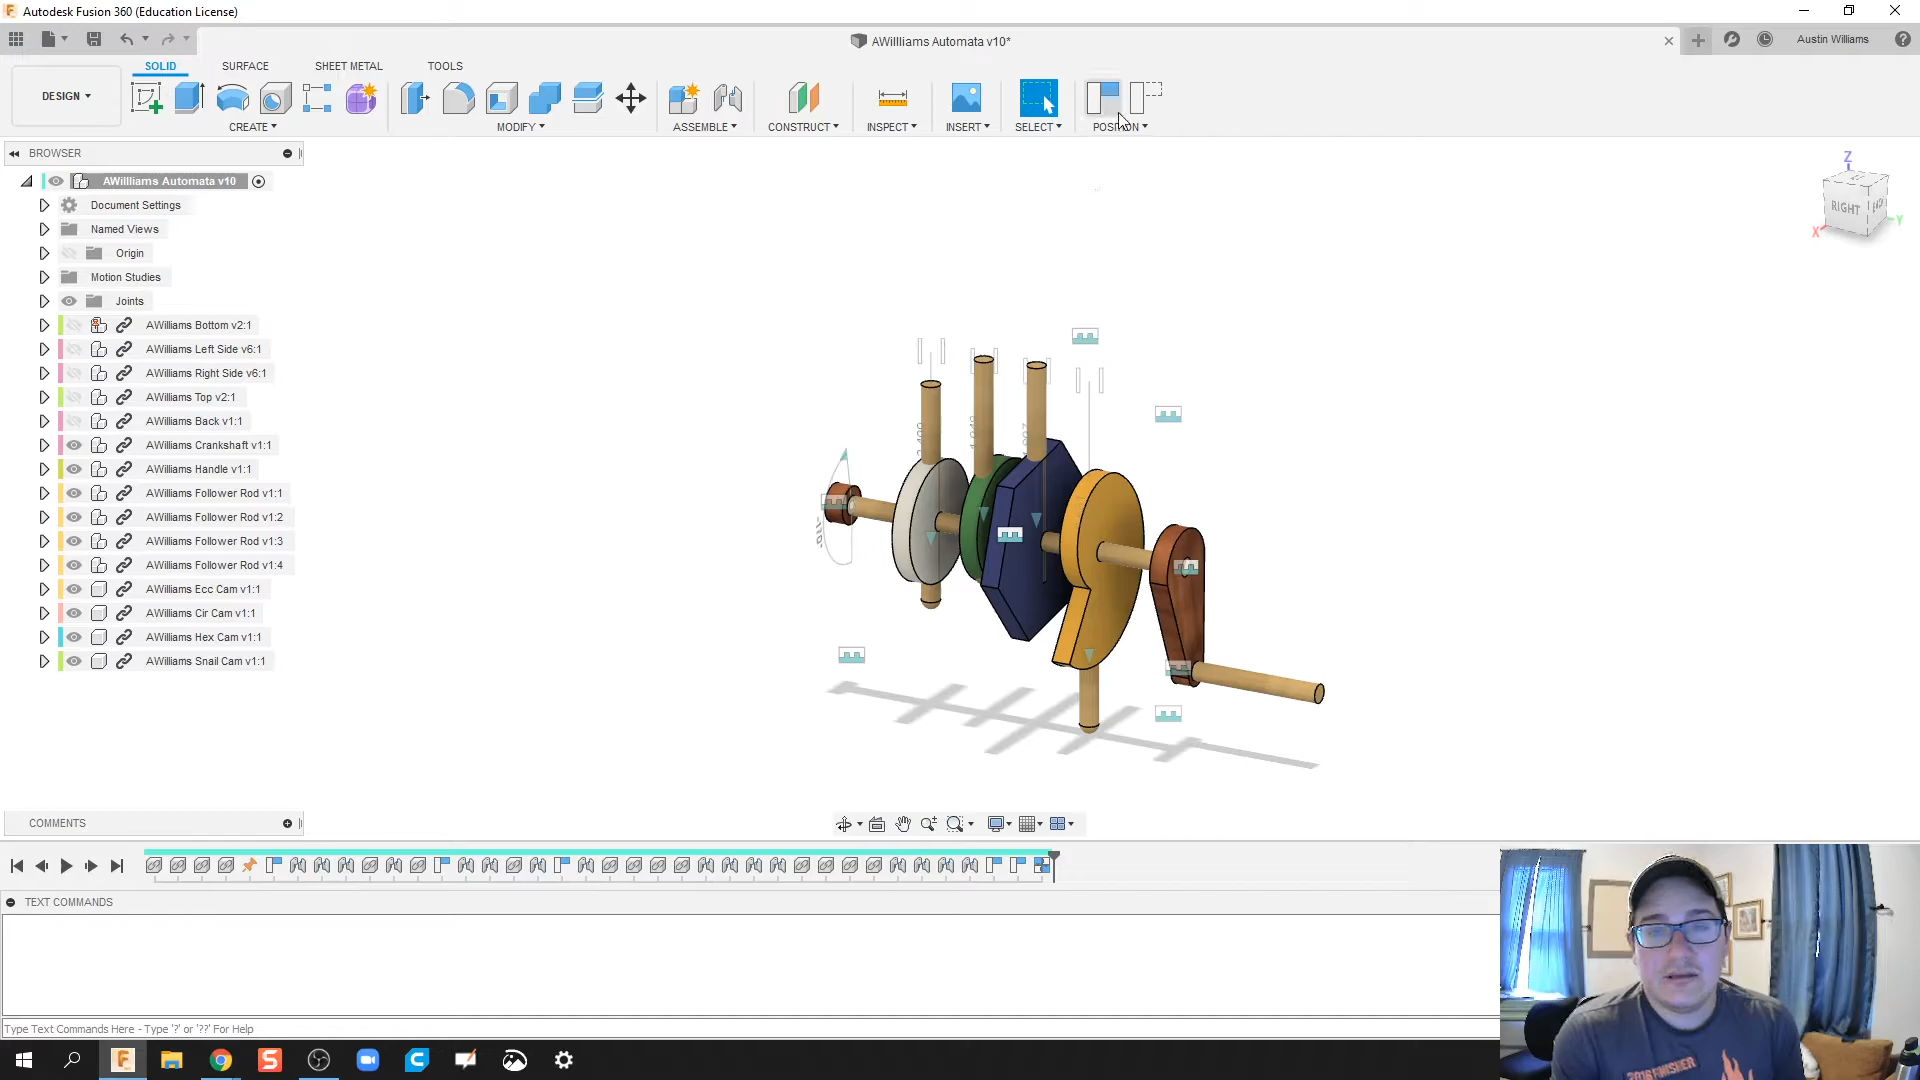 Autodesk Fusion 360 (Education License)
AWillliams Automata v10*
Austin Williams
DESIGN
SOLID
SURFACE
SHEET METAL
TOOLS
CREATE
MODIFY
ASSEMBLE
CONSTRUCT
INSPECT
INSERT
SELECT
POSITION
BROWSER
AWillliams Automata v10
Document Settings
Named Views
Origin
Motion Studies
Joints
AWilliams Bottom v2:1
AWilliams Left Side v6:1
AWilliams Right Side v6:1
AWilliams Top v2:1
AWilliams Back v1:1
AWilliams Crankshaft v1:1
AWilliams Handle v1:1
AWilliams Follower Rod v1:1
AWilliams Follower Rod v1:2
AWilliams Follower Rod v1:3
AWilliams Follower Rod v1:4
AWilliams Ecc Cam v1:1
AWilliams Cir Cam v1:1
AWilliams Hex Cam v1:1
AWilliams Snail Cam v1:1
Z
RIGHT
X
Y
COMMENTS
TEXT COMMANDS
Type Text Commands Here - Type '?' or '??' For Help
2016 FINISHER